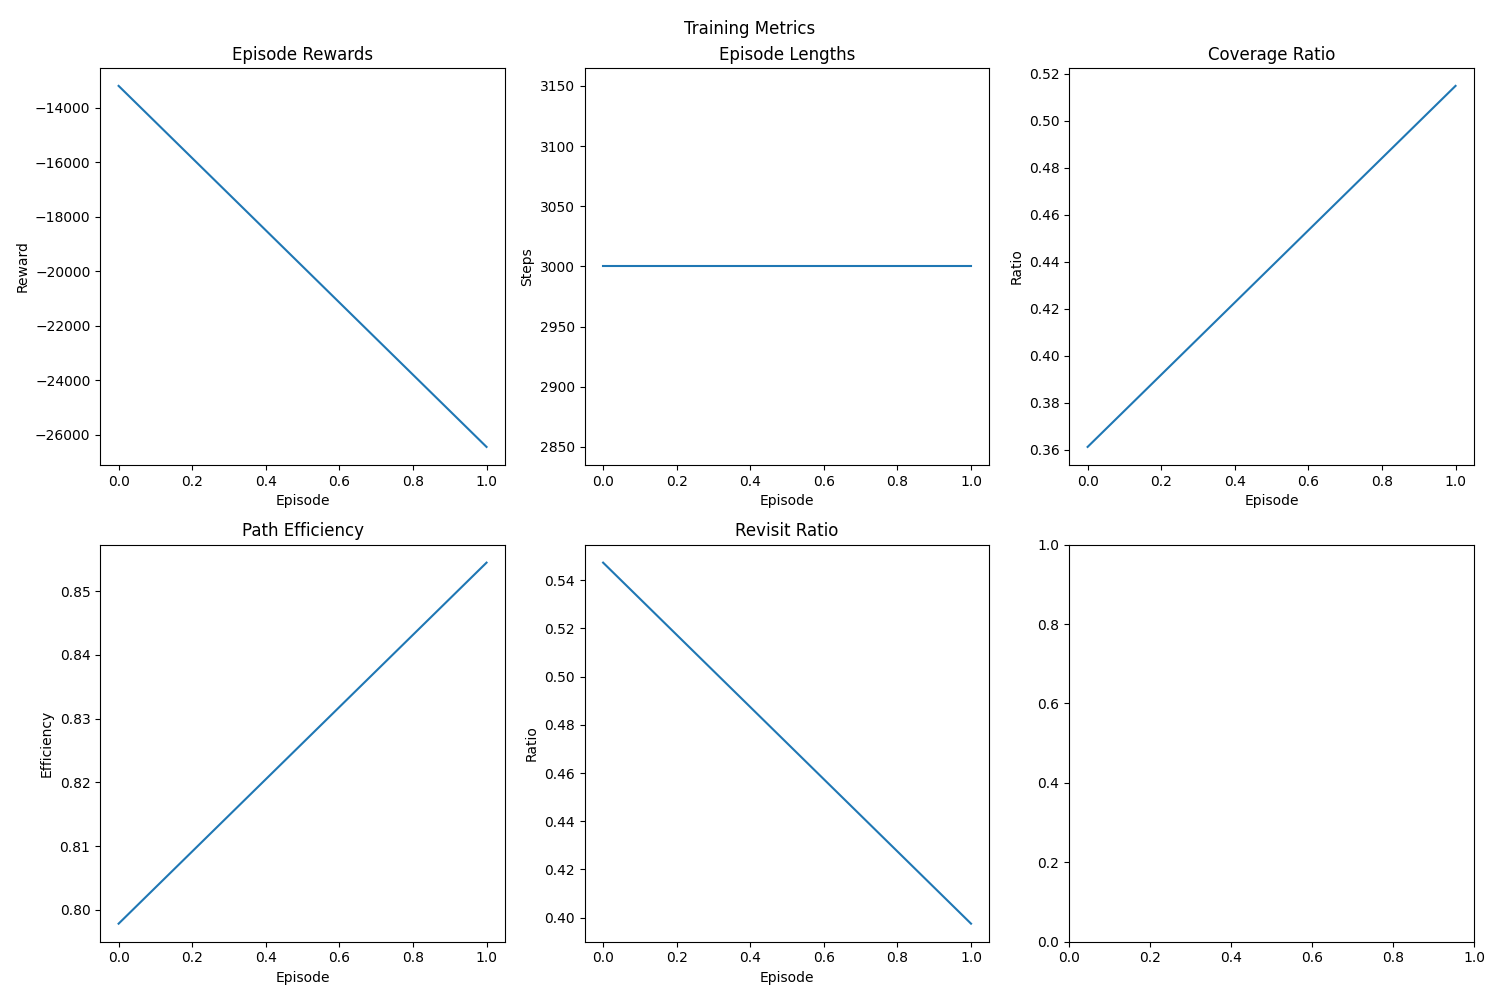 Training Metrics
Episode Rewards
−14000
−16000
−18000
−20000
−22000
−24000
−26000
Reward
0.0 0.2 0.4 0.6 0.8 1.0
Episode
Episode Lengths
3150
3100
3050
3000
2950
2900
2850
Steps
0.0 0.2 0.4 0.6 0.8 1.0
Episode
Coverage Ratio
0.52
0.50
0.48
0.46
0.44
0.42
0.40
0.38
0.36
Ratio
0.0 0.2 0.4 0.6 0.8 1.0
Episode
Path Efficiency
0.85
0.84
0.83
0.82
0.81
0.80
Efficiency
0.0 0.2 0.4 0.6 0.8 1.0
Episode
Revisit Ratio
0.54
0.52
0.50
0.48
0.46
0.44
0.42
0.40
Ratio
0.0 0.2 0.4 0.6 0.8 1.0
Episode
1.0
0.8
0.6
0.4
0.2
0.0
0.0 0.2 0.4 0.6 0.8 1.0